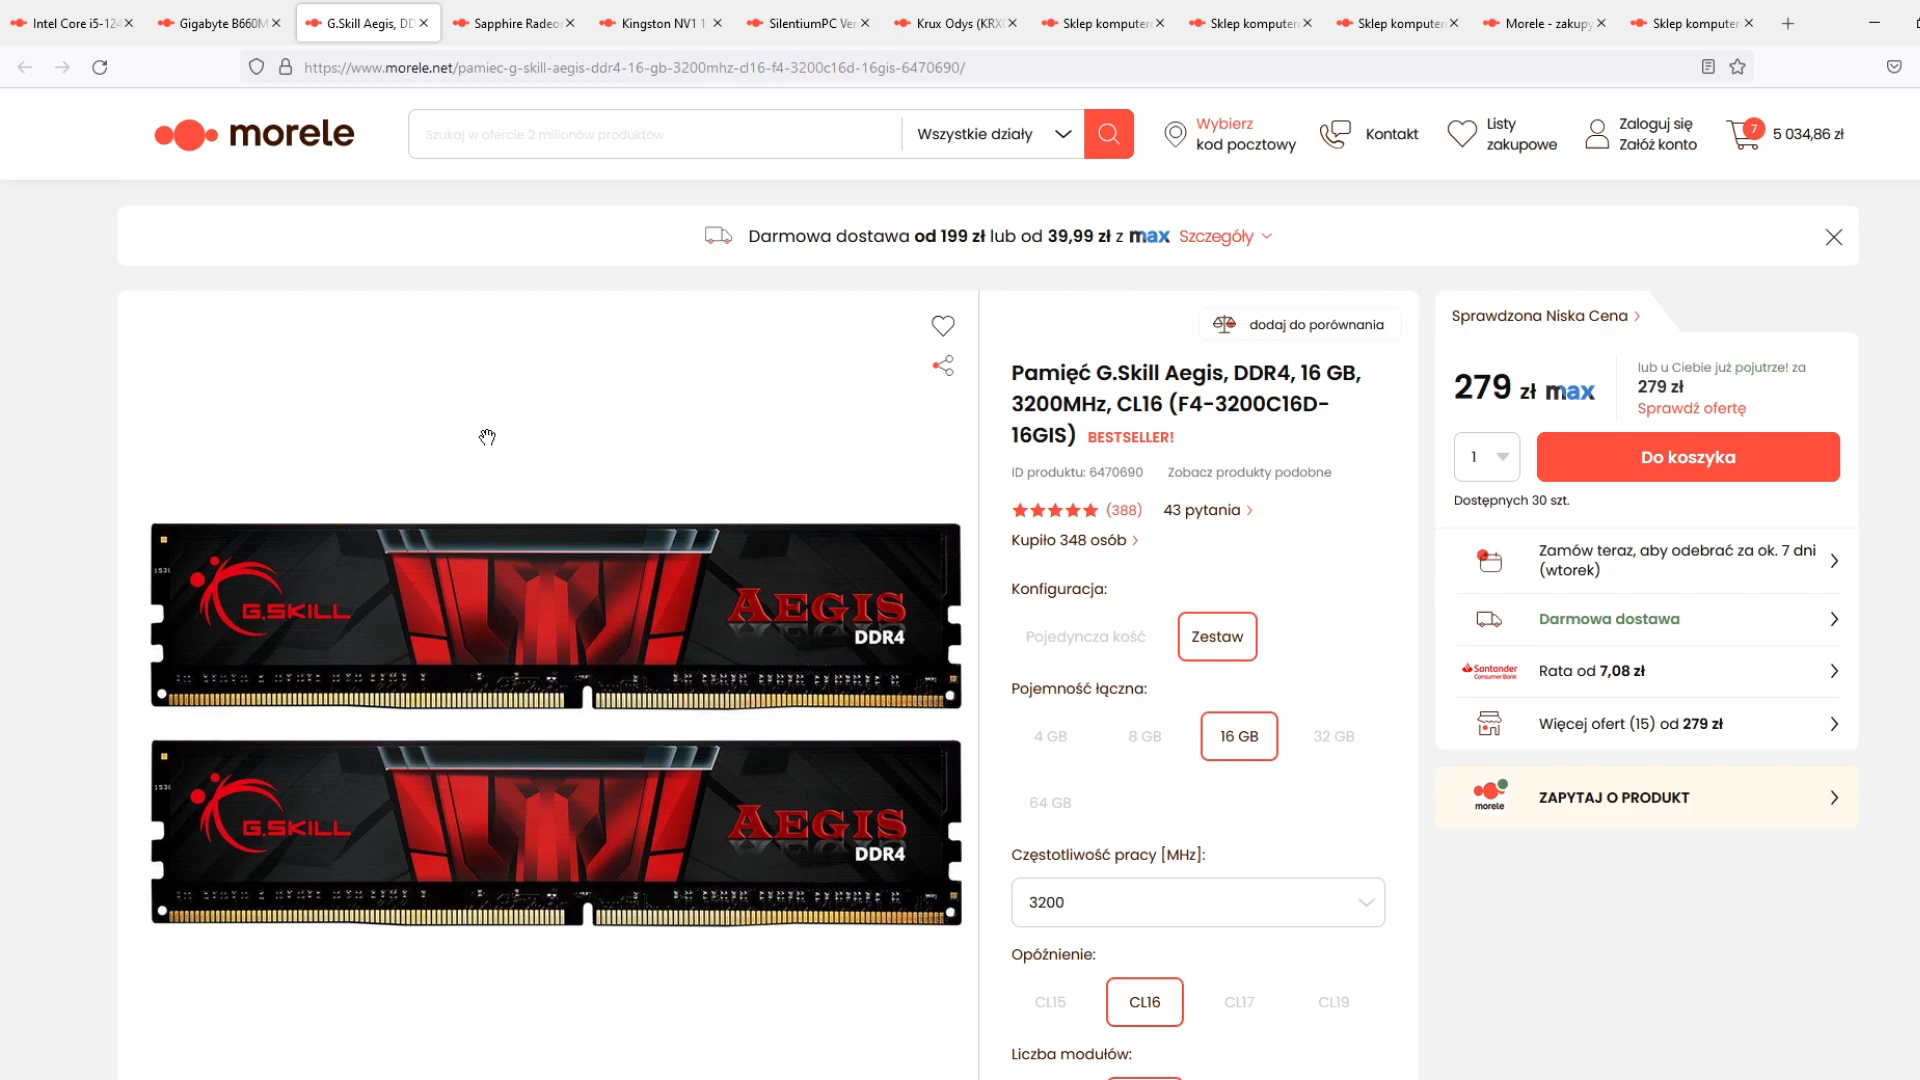 Intel Core i5-124
Gigabyte B660M
G.Skill Aegis, DD
Sapphire Radeo
Kingston NV1 1
SilentiumPC Ver
Krux Odys (KRX
Sklep komputer
Sklep komputer
Sklep komputer
Morele - zakupy
Sklep komputer
https://www.morele.net/pamiec-g-skill-aegis-ddr4-16-gb-3200mhz-cl16-f4-3200c16d-16gis-6470690/
morele
Szukaj w ofercie 2 milionów produktów
Wszystkie działy
Wybierz
kod pocztowy
Kontakt
Listy
zakupowe
Zaloguj się
Załóż konto
7
5 034,86 zł
Darmowa dostawa od 199 zł lub od 39,99 zł z max Szczegóły
dodaj do porównania
Pamięć G.Skill Aegis, DDR4, 16 GB,
3200MHz, CL16 (F4-3200C16D-
16GIS) BESTSELLER!
ID produktu: 6470690 Zobacz produkty podobne
(388) 43 pytania
Kupiło 348 osób
Konfiguracja:
Pojedyncza kość
Zestaw
Pojemność łączna:
4 GB
8 GB
16 GB
32 GB
64 GB
Częstotliwość pracy [MHz]:
3200
Opóźnienie:
CL15
CL16
CL17
CL19
Liczba modułów:
G.SKILL
AEGIS
DDR4
G.SKILL
AEGIS
DDR4
Sprawdzona Niska Cena
279 zł max
lub u Ciebie już pojutrze! za
279 zł
Sprawdź ofertę
1
Do koszyka
Dostępnych 30 szt.
Zamów teraz, aby odebrać za ok. 7 dni
(wtorek)
Darmowa dostawa
Santander
Consumer Bank
Rata od 7,08 zł
Więcej ofert (15) od 279 zł
morele
ZAPYTAJ O PRODUKT